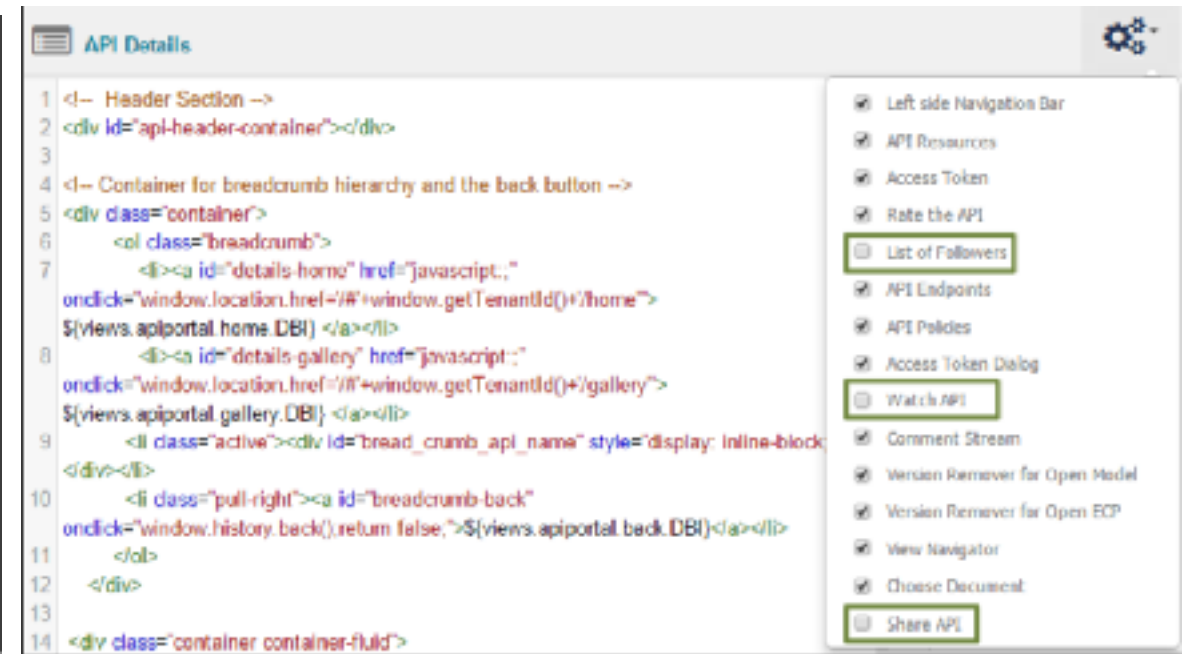 API Details
1 <!-- Header Section -->
2 <div id="api-header-container"></div>
3
4 <!-- Container for breadcrumb hierarchy and the back button -->
5 <div class="container">
6 <ol class="breadcrumb">
7 <li><a id="details-home" href="javascript:;"
onclick="window.location.href='/#'+window.getTenantId()+'/home'">
${views.apiportal.home.DBI} </a></li>
8 <li><a id="details-gallery" href="javascript:;"
onclick="window.location.href='/#'+window.getTenantId()+'/gallery'">
${views.apiportal.gallery.DBI} </a></li>
9 <li class="active"><div id="bread_crumb_api_name" style="display: inline-block;
</div></li>
10 <li class="pull-right"><a id="breadcrumb-back"
onclick="window.history.back();return false;">${views.apiportal.back.DBI}</a></li>
11 </ol>
12 </div>
13
14 <div class="container container-fluid">
Left side Navigation Bar
API Resources
Access Token
Rate the API
List of Followers
API Endpoints
API Policies
Access Token Dialog
Watch API
Comment Stream
Version Remover for Open Model
Version Remover for Open ECP
View Navigator
Choose Document
Share API